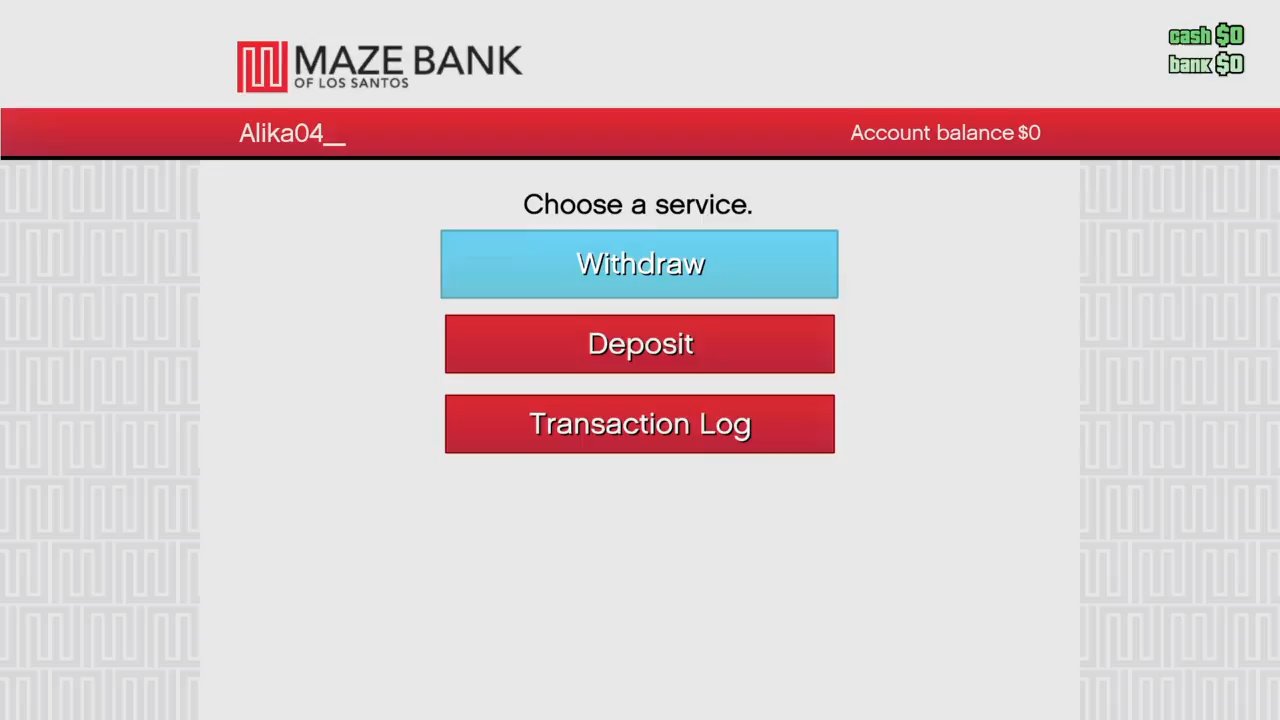 MAZE BANK
OF LOS SANTOS
cash $0
bank $0
Alika04__
Account balance $0
Choose a service.
Withdraw
Deposit
Transaction Log